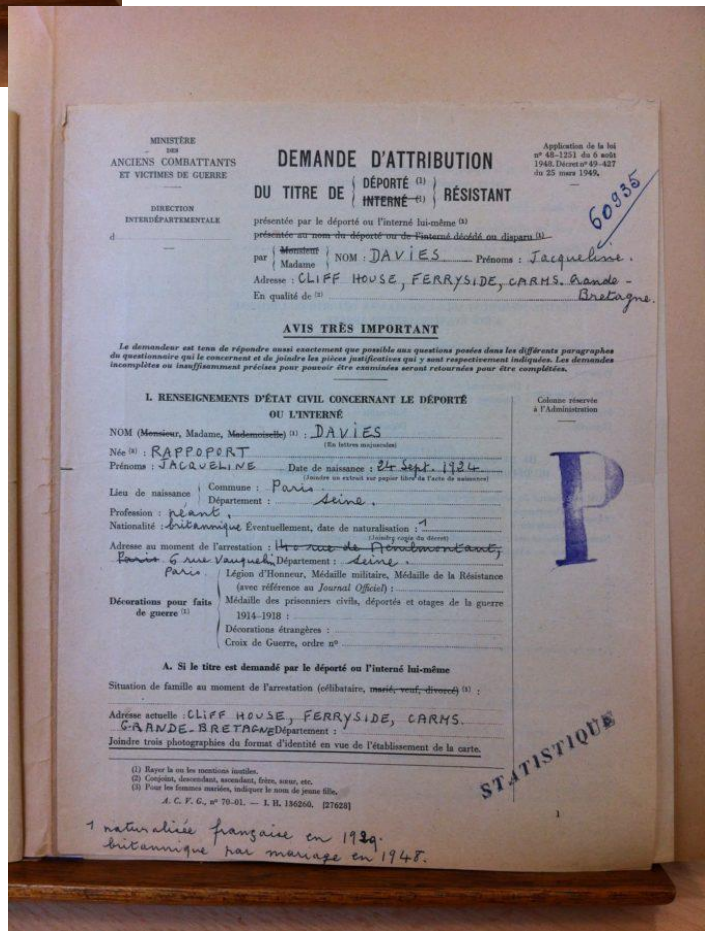 MINISTÈRE
DES
ANCIENS COMBATTANTS
ET VICTIMES DE GUERRE
DIRECTION
INTERDÉPARTEMENTALE
d
DEMANDE D'ATTRIBUTION
DU TITRE DE { DÉPORTÉ (1) / INTERNÉ (1) } RÉSISTANT
Application de la loi
nº 48-1251 du 6 août
1948. Décret nº 49-427
du 25 mars 1949.
60935
présentée par le déporté ou l'interné lui-même (1)
présentée au nom du déporté ou de l'interné décédé ou disparu (1)
par { Monsieur / Madame } NOM : DAVIES Prénoms : Jacqueline.
Adresse : CLIFF HOUSE, FERRYSIDE, CARMS. Grande-
Bretagne.
En qualité de (2)
AVIS TRÈS IMPORTANT
Le demandeur est tenu de répondre aussi exactement que possible aux questions posées dans les différents paragraphes
du questionnaire qui le concernent et de joindre les pièces justificatives qui y sont respectivement indiquées. Les demandes
incomplètes ou insuffisamment précises pour pouvoir être examinées seront retournées pour être complétées.
I. RENSEIGNEMENTS D'ÉTAT CIVIL CONCERNANT LE DÉPORTÉ
OU L'INTERNÉ
Colonne réservée
à l'Administration
NOM (Monsieur, Madame, Mademoiselle) (1) : DAVIES
(En lettres majuscules)
Née (3) : RAPPOPORT
Prénoms : JACQUELINE Date de naissance : 24 Sept. 1924
(Joindre un extrait sur papier libre de l'acte de naissance)
Lieu de naissance { Commune : Paris.
Département : Seine.
Profession : néant.
Nationalité : britannique Éventuellement, date de naturalisation : 1
(Joindre copie du décret)
Adresse au moment de l'arrestation : 140 rue de Ménilmontant,
Paris 6 rue Vauquelin Département : Seine.
Paris.
Décorations pour faits
de guerre (1)
Légion d'Honneur, Médaille militaire, Médaille de la Résistance
(avec référence au Journal Officiel) :
Médaille des prisonniers civils, déportés et otages de la guerre
1914-1918 :
Décorations étrangères :
Croix de Guerre, ordre nº
P
A. Si le titre est demandé par le déporté ou l'interné lui-même
Situation de famille au moment de l'arrestation (célibataire, marié, veuf, divorcé) (1) :
Adresse actuelle : CLIFF HOUSE, FERRYSIDE, CARMS.
GRANDE-BRETAGNE Département :
Joindre trois photographies du format d'identité en vue de l'établissement de la carte.
STATISTIQUE
(1) Rayer la ou les mentions inutiles.
(2) Conjoint, descendant, ascendant, frère, sœur, etc.
(3) Pour les femmes mariées, indiquer le nom de jeune fille.
A. C. V. G., nº 70-01. — I. H. 136260. [27628]
1
1 naturalisée française en 1929.
britannique par mariage en 1948.